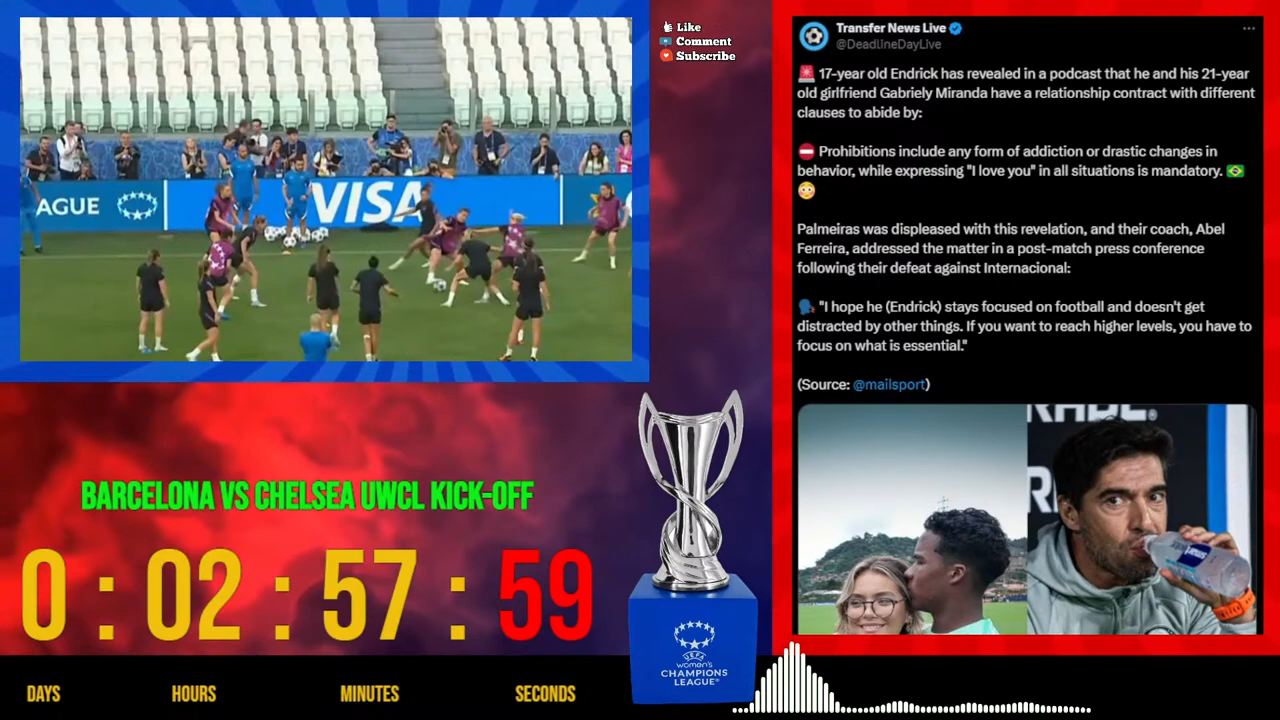 AGUE
VISA
Like
Comment
Subscribe
BARCELONA VS CHELSEA UWCL KICK-OFF
0 : 02 : 57 : 59
DAYS
HOURS
MINUTES
SECONDS
UEFA
women's
CHAMPIONS
LEAGUE
Transfer News Live
@DeadlineDayLive
17-year old Endrick has revealed in a podcast that he and his 21-year
old girlfriend Gabriely Miranda have a relationship contract with different
clauses to abide by:
Prohibitions include any form of addiction or drastic changes in
behavior, while expressing "I love you" in all situations is mandatory.
Palmeiras was displeased with this revelation, and their coach, Abel
Ferreira, addressed the matter in a post-match press conference
following their defeat against Internacional:
"I hope he (Endrick) stays focused on football and doesn't get
distracted by other things. If you want to reach higher levels, you have to
focus on what is essential."
(Source: @mailsport)